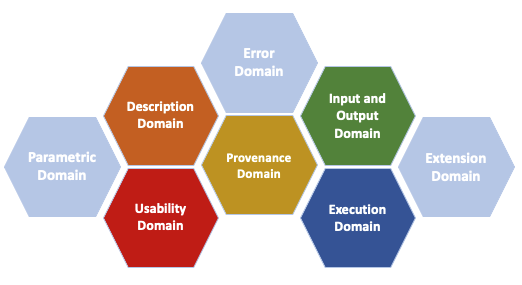 Error
Domain
Description
Domain
Input and
Output
Domain
Parametric
Domain
Provenance
Domain
Extension
Domain
Usability
Domain
Execution
Domain